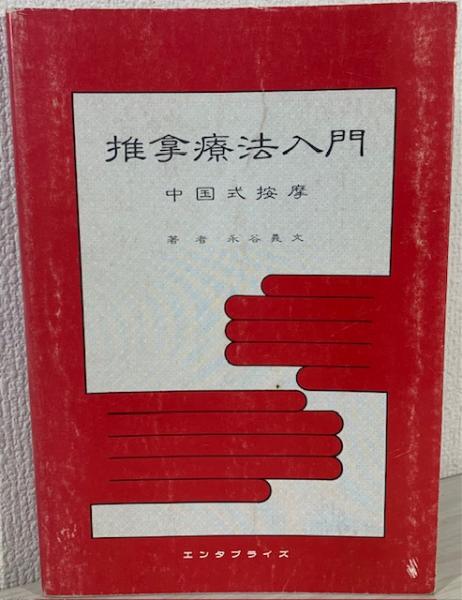 推拿療法入門
中国式按摩
著者 永谷義文
エンタプライズ